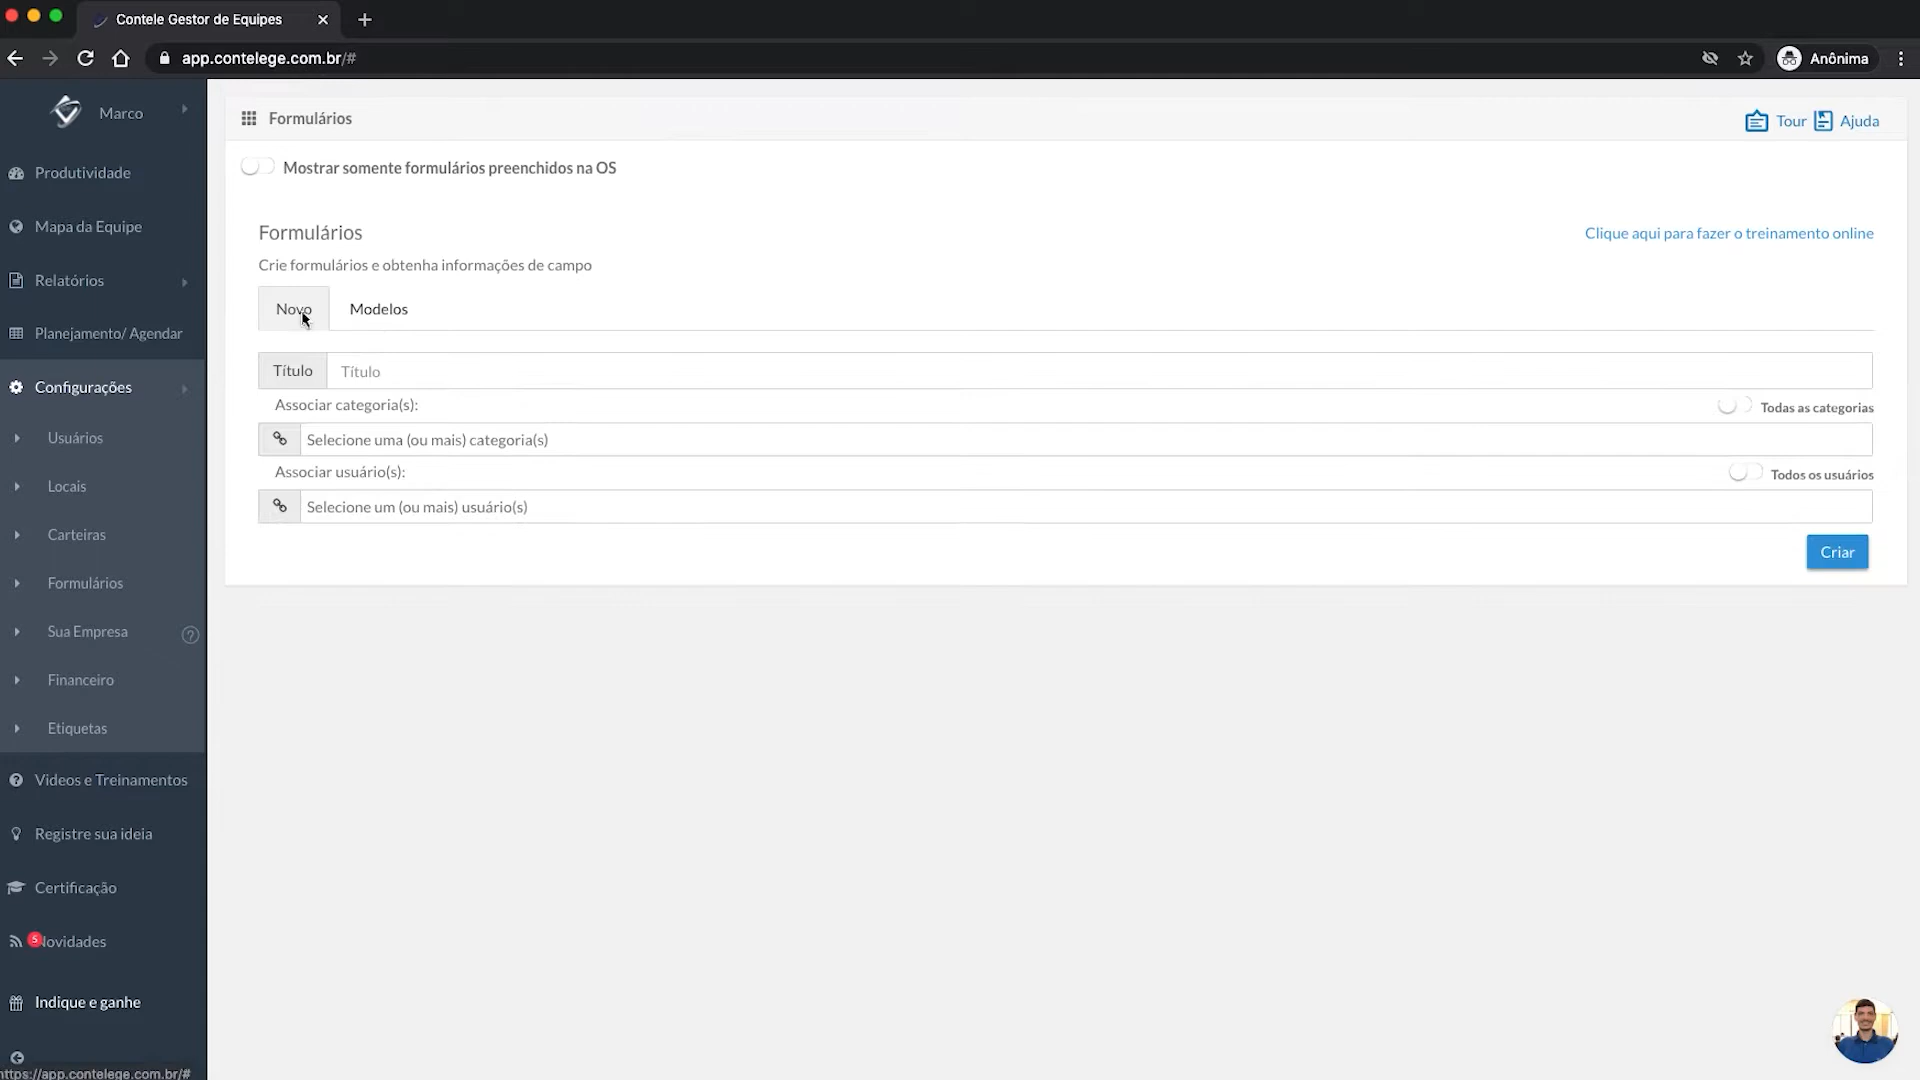 Contele Gestor de Equipes
app.contelege.com.br/#
Anônima
Marco
Produtividade
Mapa da Equipe
Relatórios
Planejamento/ Agendar
Configurações
Usuários
Locais
Carteiras
Formulários
Sua Empresa
Financeiro
Etiquetas
Videos e Treinamentos
Registre sua ideia
Certificação
5
Novidades
Indique e ganhe
https://app.contelege.com.br/#
Formulários
Tour
Ajuda
Mostrar somente formulários preenchidos na OS
Formulários
Clique aqui para fazer o treinamento online
Crie formulários e obtenha informações de campo
Novo
Modelos
Título
Título
Associar categoria(s):
Todas as categorias
Selecione uma (ou mais) categoria(s)
Associar usuário(s):
Todos os usuários
Selecione um (ou mais) usuário(s)
Criar